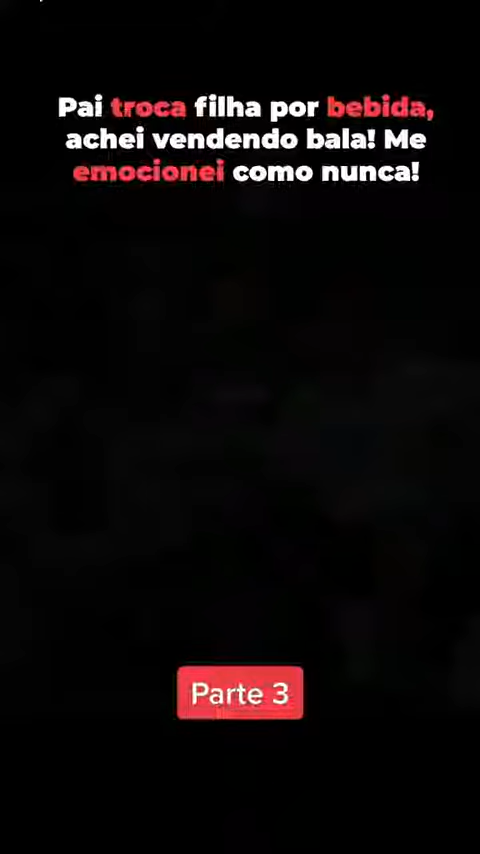 Pai troca filha por bebida,
achei vendendo bala! Me
emocionei como nunca!
Parte 3